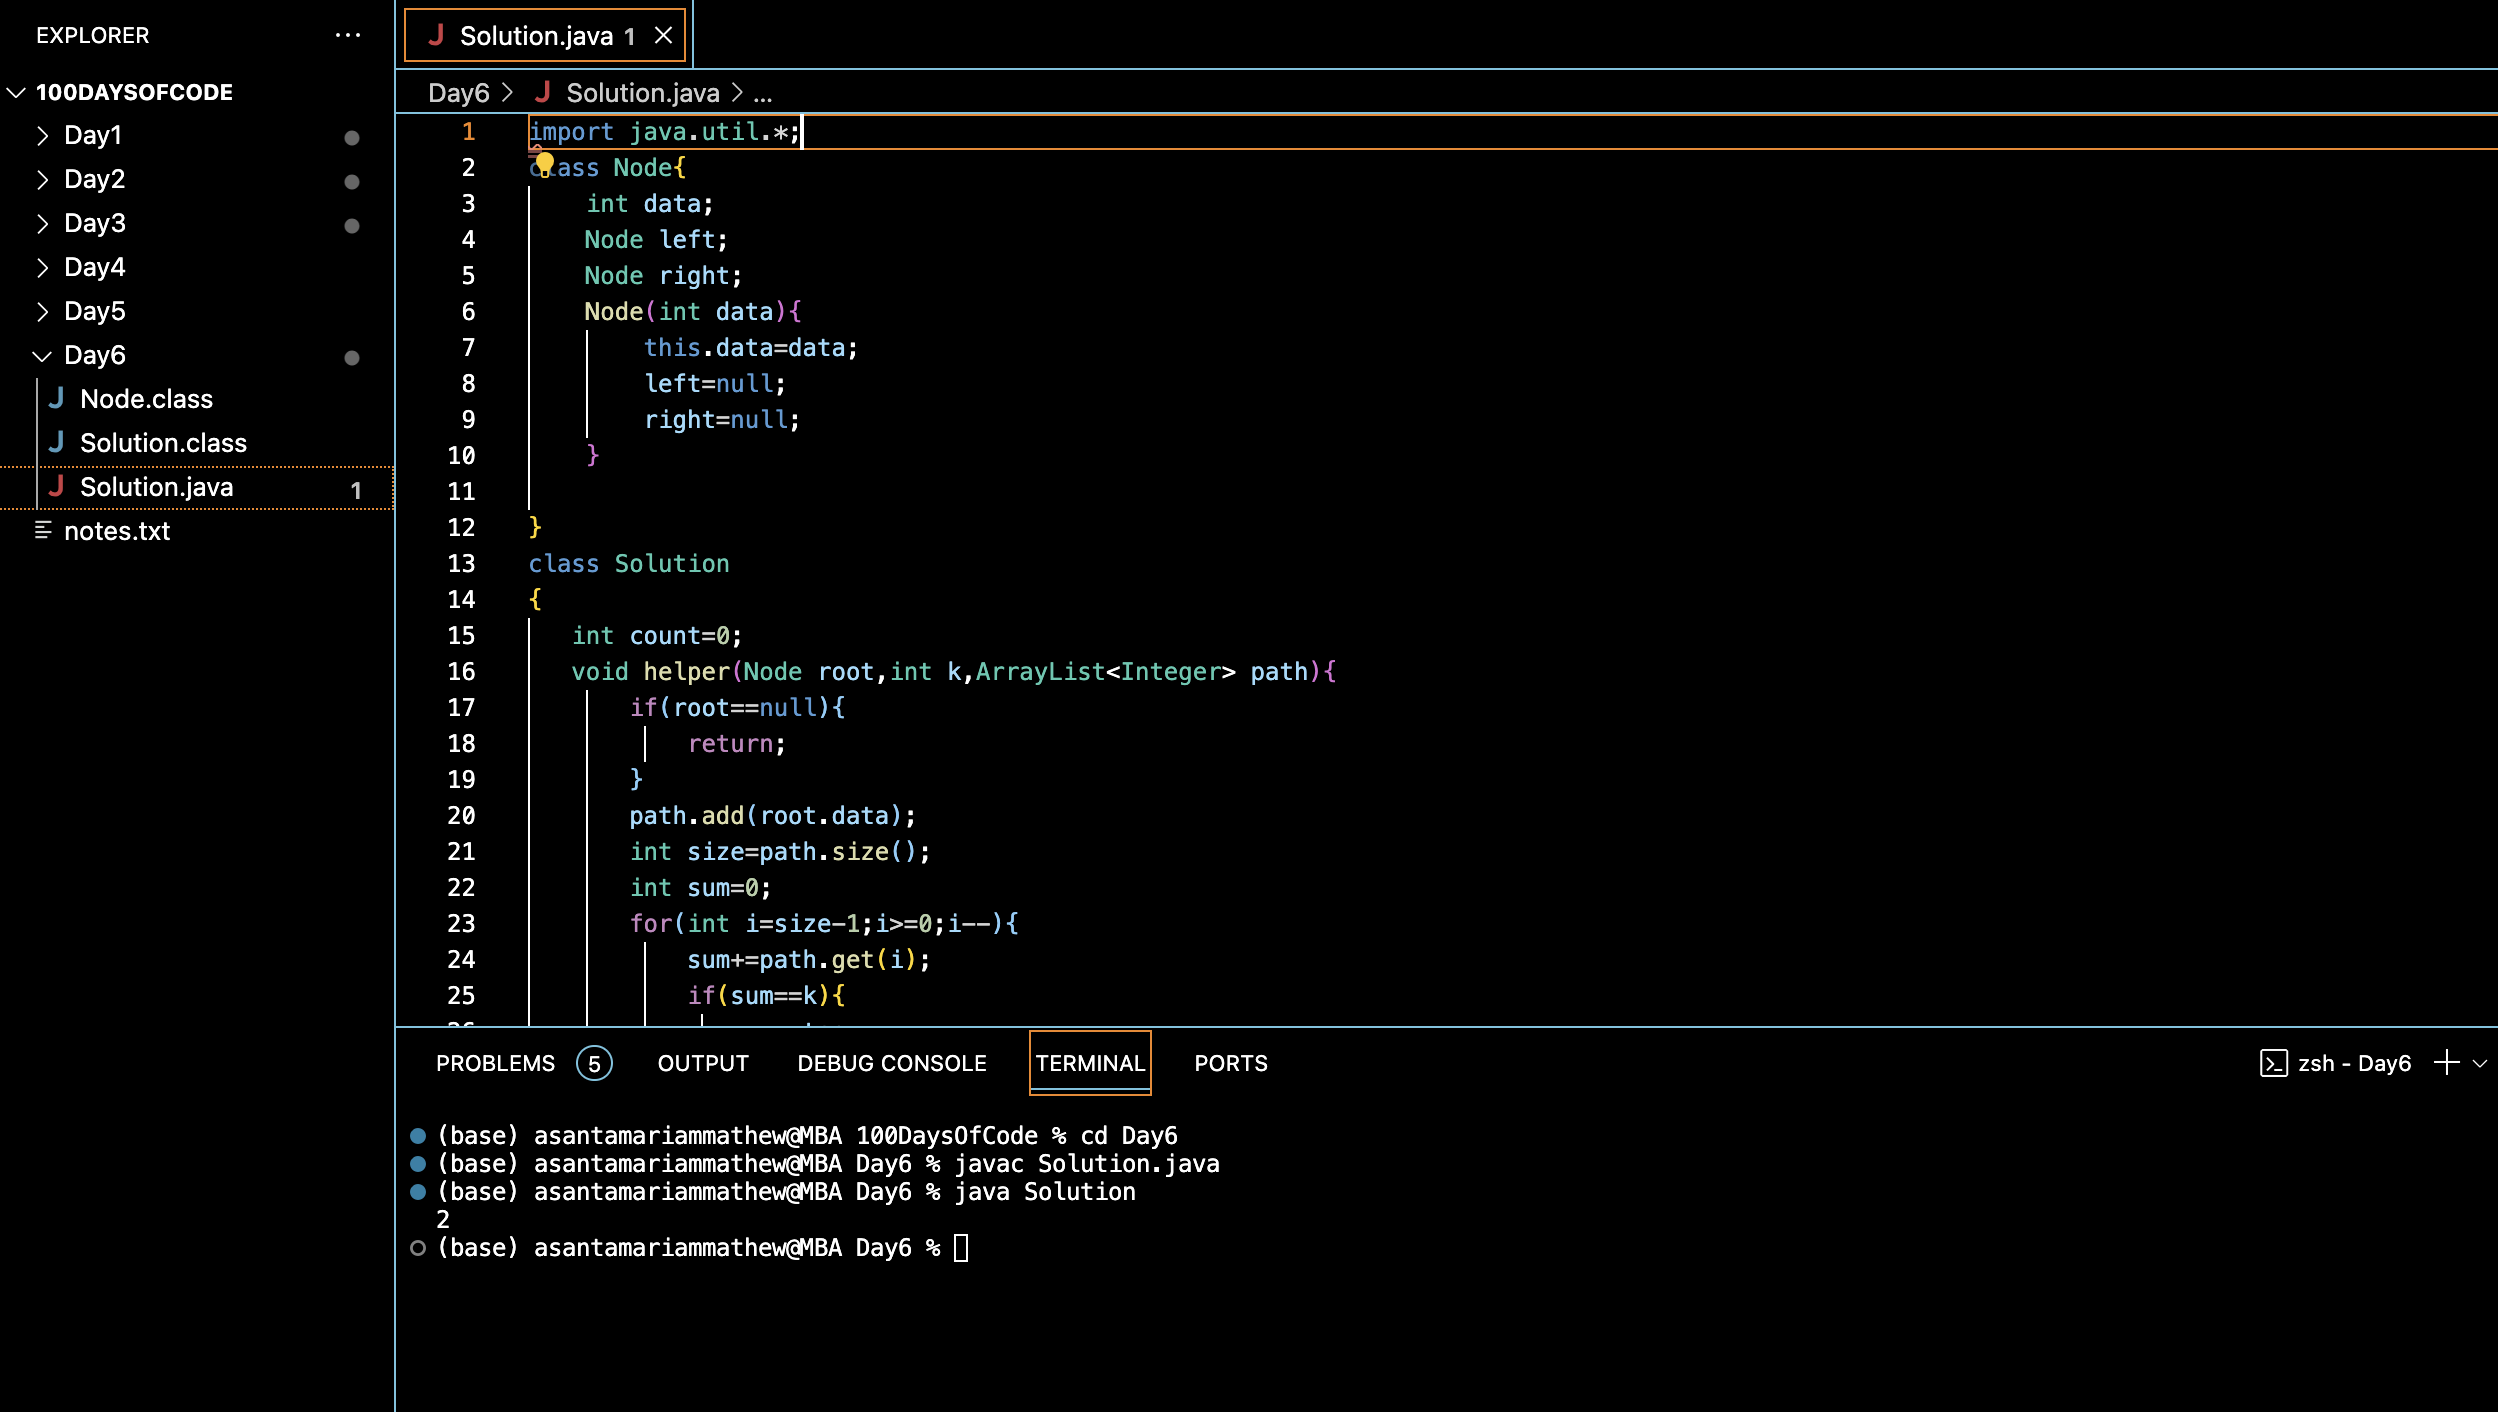 EXPLORER
100DAYSOFCODE
Day1
Day2
Day3
Day4
Day5
Day6
Node.class
Solution.class
Solution.java 1
notes.txt
Solution.java 1
Day6 > Solution.java > ...
1 import java.util.*;
2 class Node{
3 int data;
4 Node left;
5 Node right;
6 Node(int data){
7 this.data=data;
8 left=null;
9 right=null;
10 }
11
12 }
13 class Solution
14 {
15 int count=0;
16 void helper(Node root,int k,ArrayList<Integer> path){
17 if(root==null){
18 return;
19 }
20 path.add(root.data);
21 int size=path.size();
22 int sum=0;
23 for(int i=size-1;i>=0;i--){
24 sum+=path.get(i);
25 if(sum==k){
PROBLEMS 5 OUTPUT DEBUG CONSOLE TERMINAL PORTS zsh - Day6
(base) asantamariammathew@MBA 100DaysOfCode % cd Day6
(base) asantamariammathew@MBA Day6 % javac Solution.java
(base) asantamariammathew@MBA Day6 % java Solution
2
(base) asantamariammathew@MBA Day6 %